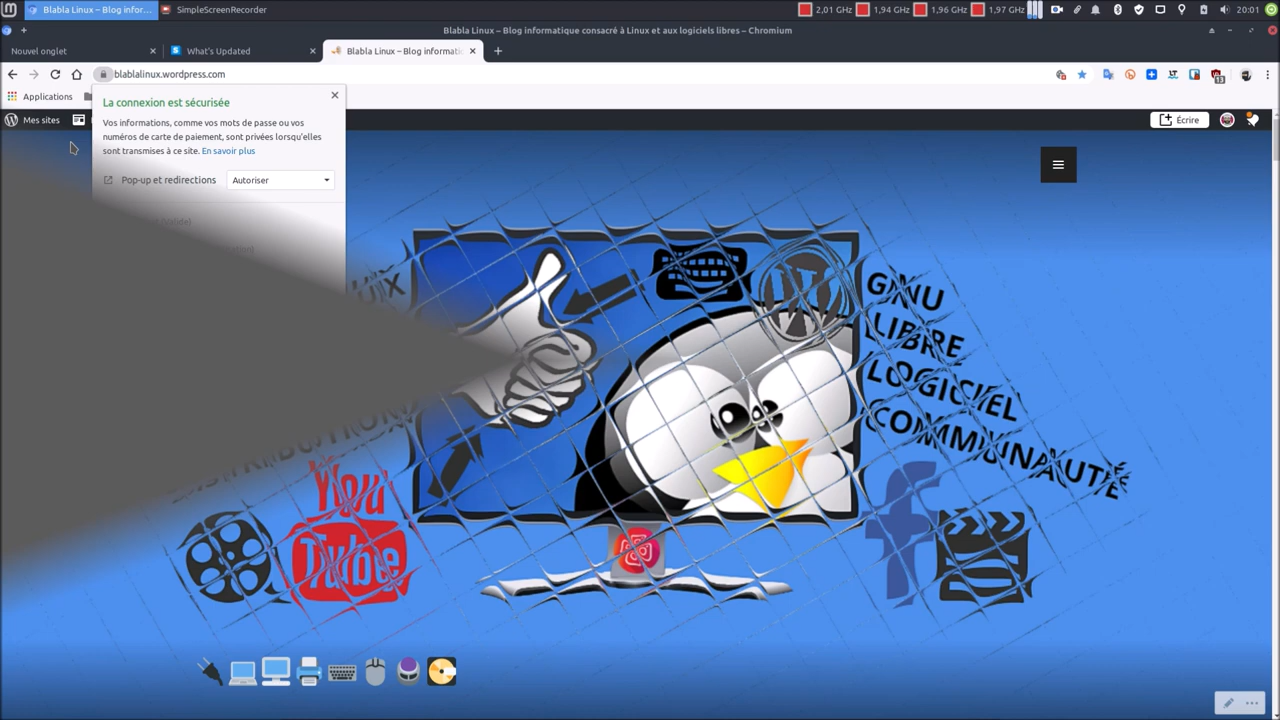 Blabla Linux – Blog infor...
SimpleScreenRecorder
2,01 GHz
1,94 GHz
1,96 GHz
1,97 GHz
20:01
Blabla Linux – Blog informatique consacré à Linux et aux logiciels libres – Chromium
Nouvel onglet
What's Updated
Blabla Linux – Blog informatic
blablalinux.wordpress.com
Applications
La connexion est sécurisée
Vos informations, comme vos mots de passe ou vos
numéros de carte de paiement, sont privées lorsqu'elles
sont transmises à ce site. En savoir plus
Pop-up et redirections
Autoriser
Mes sites
Écrire
GNU
LIBRE
LOGICIEL
COMMUNAUTÉ
You
Tube